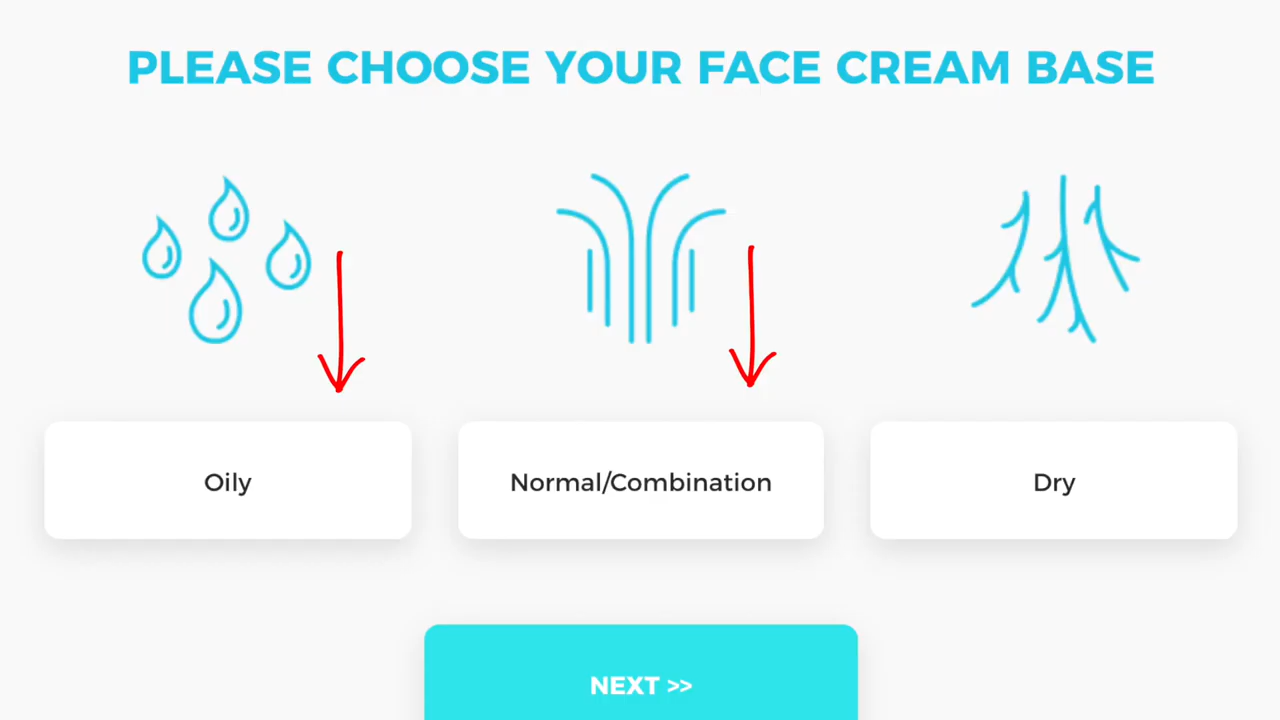 PLEASE CHOOSE YOUR FACE CREAM BASE
Oily
Normal/Combination
Dry
NEXT >>